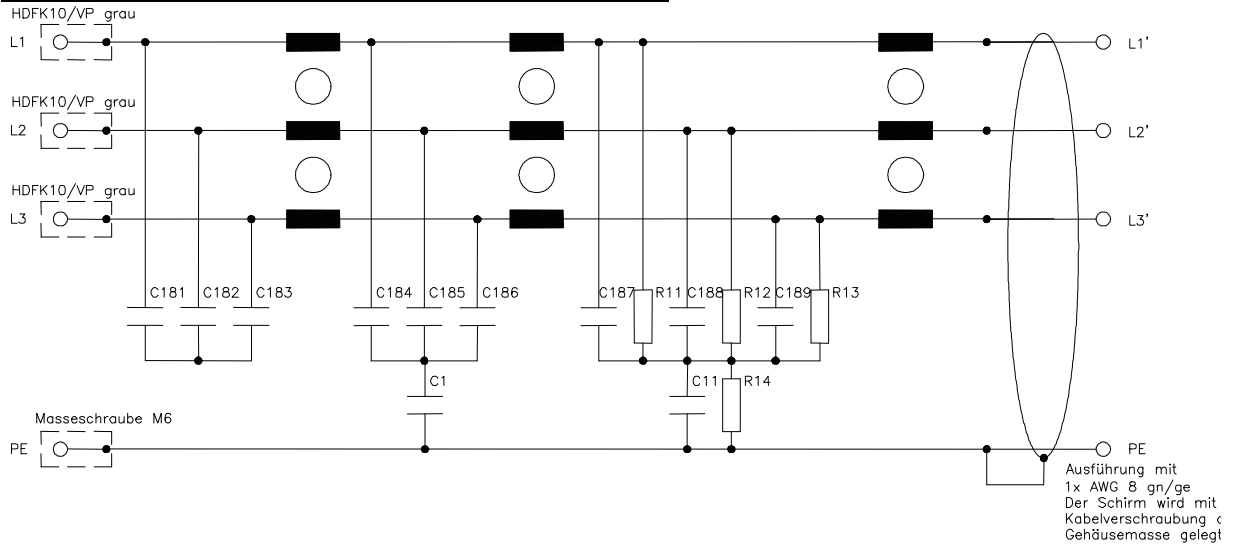 HDFK10/VP grau
L1
L1'
HDFK10/VP grau
L2
L2'
HDFK10/VP grau
L3
L3'
C181 C182 C183 C184 C185 C186 C187 R11 C188 R12 C189 R13
C1 C11 R14
Masseschraube M6
PE
PE
Ausführung mit
1x AWG 8 gn/ge
Der Schirm wird mit
Kabelverschraubung
Gehäusemasse gelegt